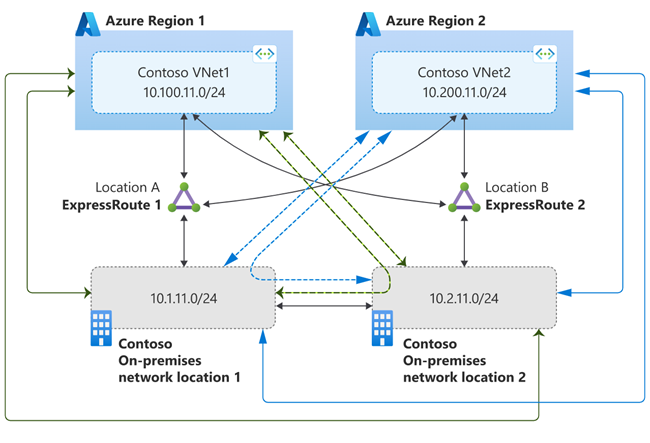 Azure Region 1
Azure Region 2
Contoso VNet1
10.100.11.0/24
Contoso VNet2
10.200.11.0/24
Location A
ExpressRoute 1
Location B
ExpressRoute 2
10.1.11.0/24
10.2.11.0/24
Contoso
On-premises
network location 1
Contoso
On-premises
network location 2